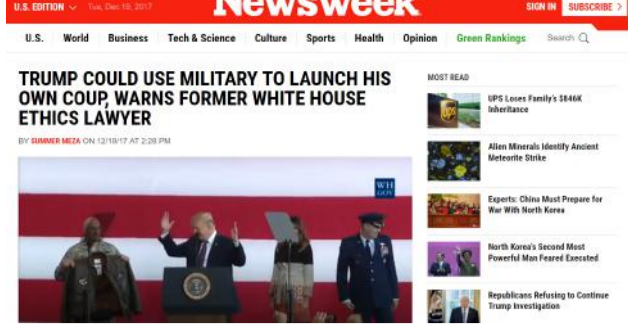 U.S. EDITION Tue, Dec 19, 2017 Newsweek SIGN IN SUBSCRIBE >
U.S. World Business Tech & Science Culture Sports Health Opinion Green Rankings Search
TRUMP COULD USE MILITARY TO LAUNCH HIS
OWN COUP, WARNS FORMER WHITE HOUSE
ETHICS LAWYER
BY SUMMER MEZA ON 12/18/17 AT 2:28 PM
WH
GOV
MOST READ
UPS Loses Family's $846K
Inheritance
Alien Minerals Identify Ancient
Meteorite Strike
Experts: China Must Prepare for
War With North Korea
North Korea's Second Most
Powerful Man Feared Executed
Republicans Refusing to Continue
Trump Investigation